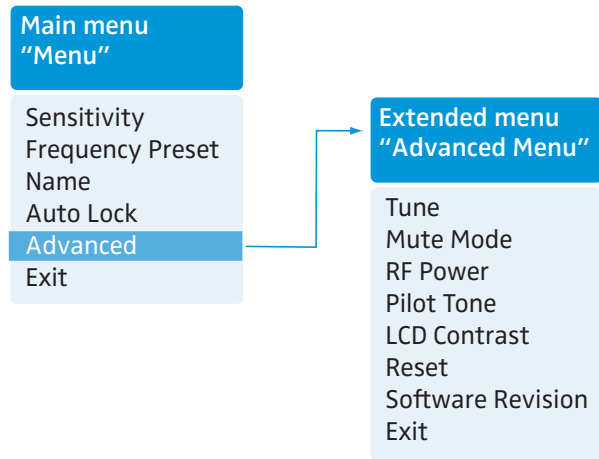 Main menu
"Menu"
Sensitivity
Frequency Preset
Name
Auto Lock
Advanced
Exit
Extended menu
"Advanced Menu"
Tune
Mute Mode
RF Power
Pilot Tone
LCD Contrast
Reset
Software Revision
Exit